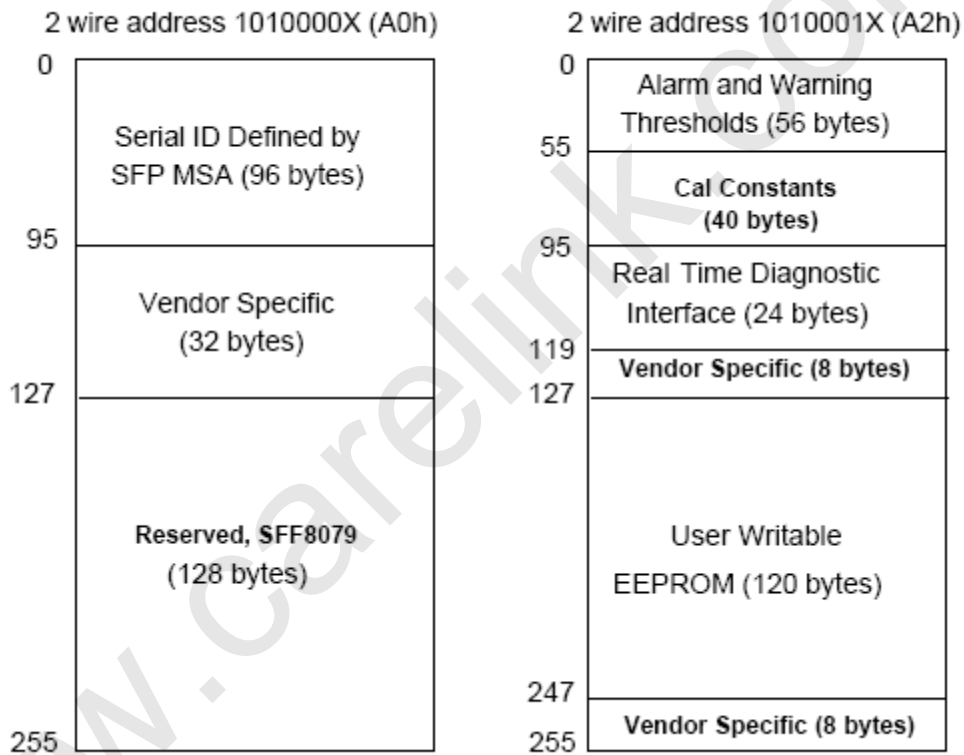 2 wire address 1010000X (A0h)
0
Serial ID Defined by
SFP MSA (96 bytes)
95
Vendor Specific
(32 bytes)
127
Reserved, SFF8079
(128 bytes)
255
2 wire address 1010001X (A2h)
0
Alarm and Warning
Thresholds (56 bytes)
55
Cal Constants
(40 bytes)
95
Real Time Diagnostic
Interface (24 bytes)
119
Vendor Specific (8 bytes)
127
User Writable
EEPROM (120 bytes)
247
Vendor Specific (8 bytes)
255
w.carelink.co